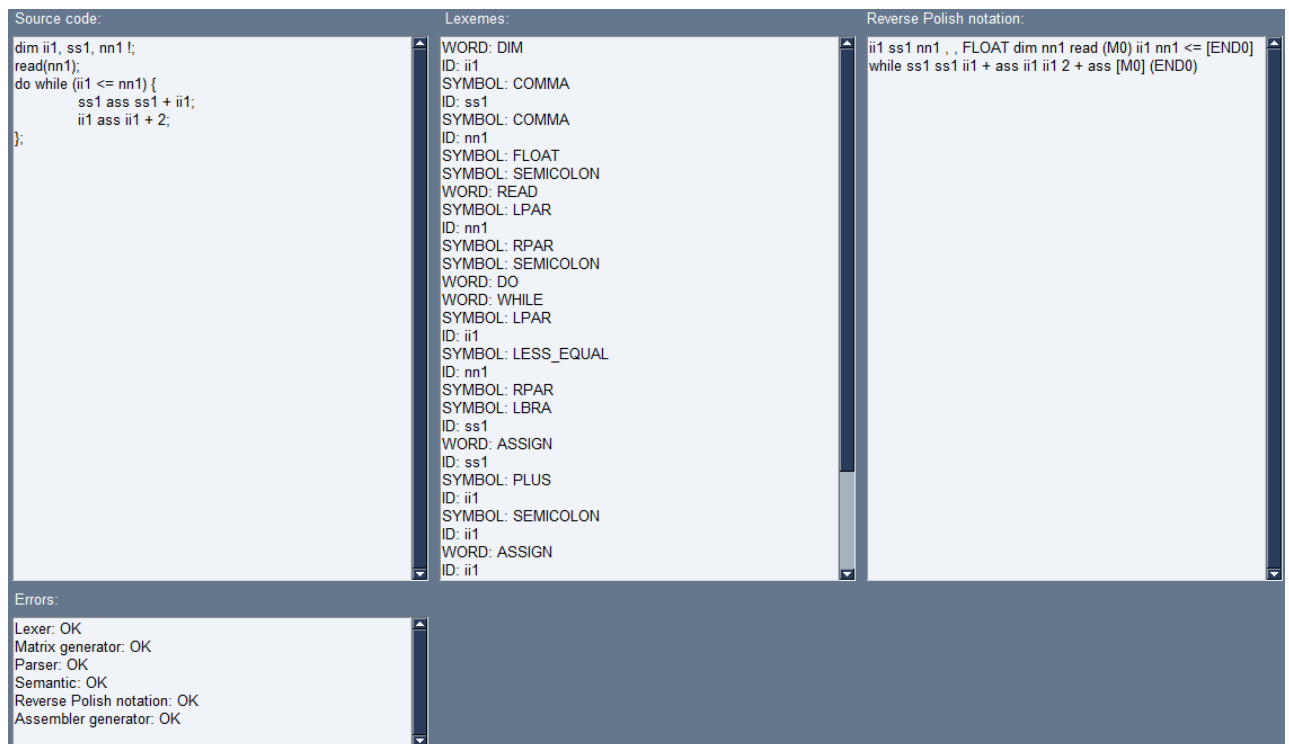 Source code:
dim ii1, ss1, nn1 !;
read(nn1);
do while (ii1 <= nn1) {
ss1 ass ss1 + ii1;
ii1 ass ii1 + 2;
};
Lexemes:
WORD: DIM
ID: ii1
SYMBOL: COMMA
ID: ss1
SYMBOL: COMMA
ID: nn1
SYMBOL: FLOAT
SYMBOL: SEMICOLON
WORD: READ
SYMBOL: LPAR
ID: nn1
SYMBOL: RPAR
SYMBOL: SEMICOLON
WORD: DO
WORD: WHILE
SYMBOL: LPAR
ID: ii1
SYMBOL: LESS_EQUAL
ID: nn1
SYMBOL: RPAR
SYMBOL: LBRA
ID: ss1
WORD: ASSIGN
ID: ss1
SYMBOL: PLUS
ID: ii1
SYMBOL: SEMICOLON
ID: ii1
WORD: ASSIGN
ID: ii1
Reverse Polish notation:
ii1 ss1 nn1 , , FLOAT dim nn1 read (M0) ii1 nn1 <= [END0]
while ss1 ss1 ii1 + ass ii1 ii1 2 + ass [M0] (END0)
Errors:
Lexer: OK
Matrix generator: OK
Parser: OK
Semantic: OK
Reverse Polish notation: OK
Assembler generator: OK